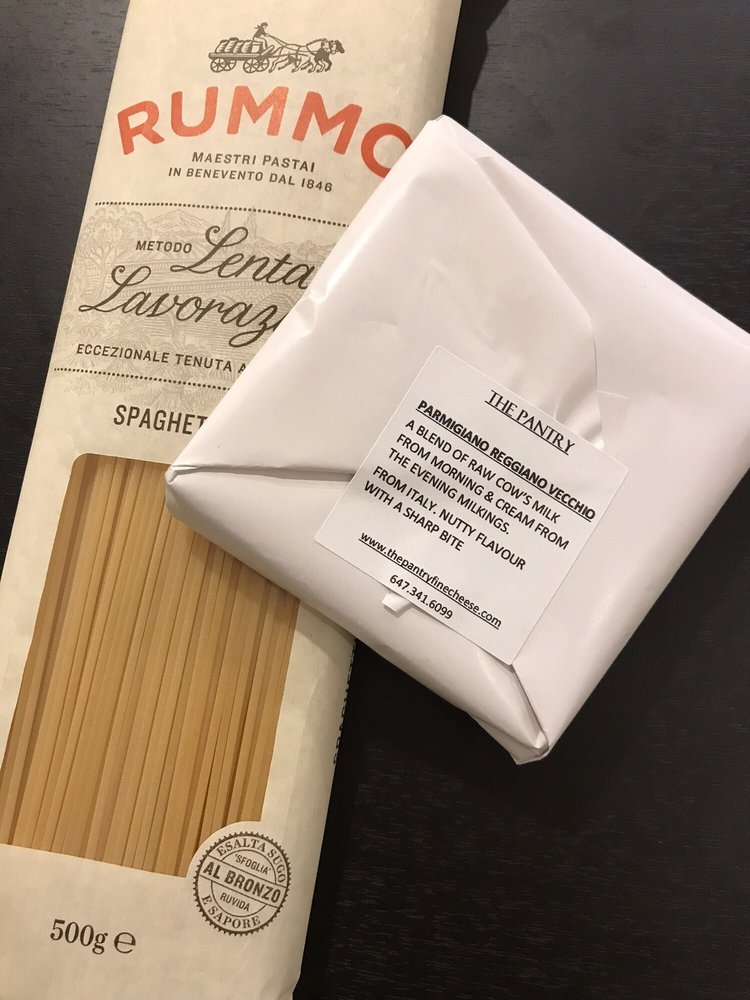 RUMMO
MAESTRI PASTAI
IN BENEVENTO DAL 1846
METODO Lenta
Lavoraz
ECCEZIONALE TENUTA A
SPAGHET
ESALTA SUGO
'SFOGLIA'
AL BRONZO
RUVIDA
E SAPORE
500g e
THE PANTRY
PARMIGIANO REGGIANO VECCHIO
A BLEND OF RAW COW'S MILK
FROM MORNING & CREAM FROM
THE EVENING MILKINGS.
FROM ITALY. NUTTY FLAVOUR
WITH A SHARP BITE
www.thepantryfinecheese.com
647.341.6099